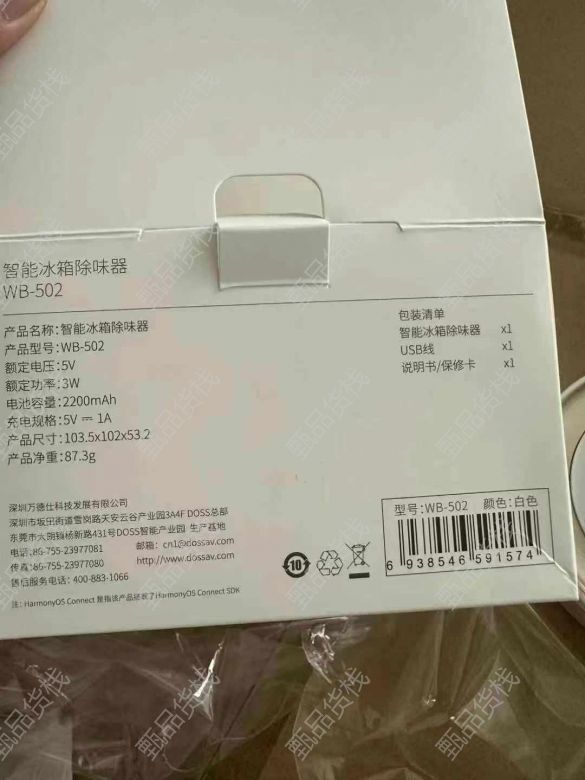 智能冰箱除味器
WB-502
产品名称:智能冰箱除味器
产品型号:WB-502
额定电压:5V
额定功率:3W
电池容量:2200mAh
充电规格:5V ⎓ 1A
产品尺寸:103.5x102x53.2
产品净重:87.3g
包装清单
智能冰箱除味器 x1
USB线 x1
说明书/保修卡 x1
深圳万德仕科技发展有限公司
深圳市坂田街道雪岗路天安云谷产业园3A4F DOSS总部
东莞市大朗镇杨新路431号DOSS智能产业园 生产基地
电话:86-755-23977081 邮箱: cn1@dossav.com
传真:86-755-23977080 http://www.dossav.com
售后服务电话: 400-883-1066
注: HarmonyOS Connect 是指该产品搭载了HarmonyOS Connect SDK
10
型号:WB-502 颜色:白色
6 938546 591574
甄品货栈